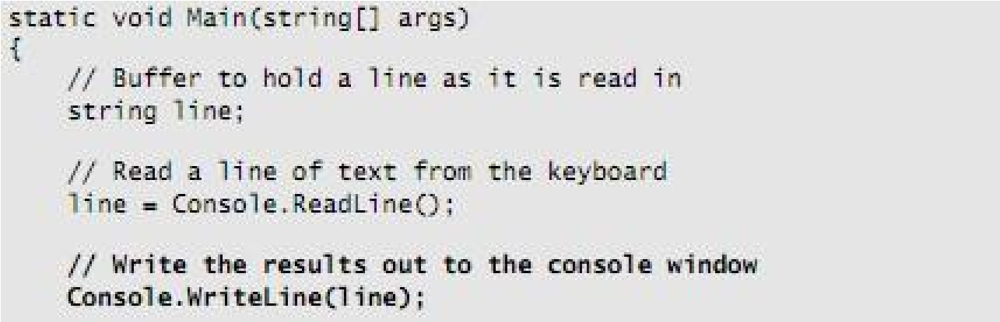 static void Main(string[] args)
{
// Buffer to hold a line as it is read in
string line;
// Read a line of text from the keyboard
line = Console.ReadLine();
// Write the results out to the console window
Console.WriteLine(line);